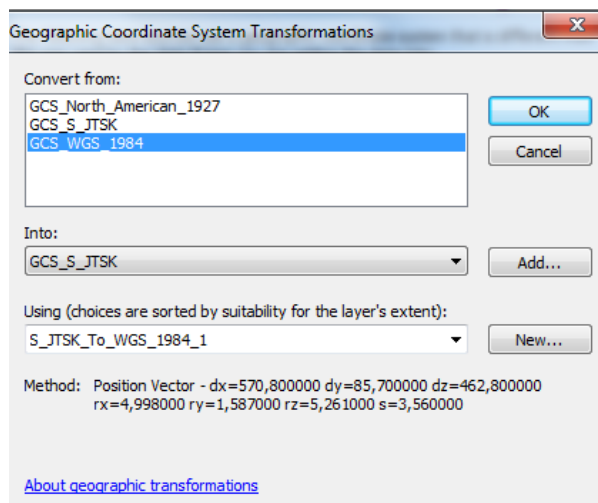 Geographic Coordinate System Transformations
Convert from:
GCS_North_American_1927
GCS_S_JTSK
GCS_WGS_1984
OK
Cancel
Into:
GCS_S_JTSK
Add...
Using (choices are sorted by suitability for the layer's extent):
S_JTSK_To_WGS_1984_1
New...
Method: Position Vector - dx=570,800000 dy=85,700000 dz=462,800000
rx=4,998000 ry=1,587000 rz=5,261000 s=3,560000
About geographic transformations